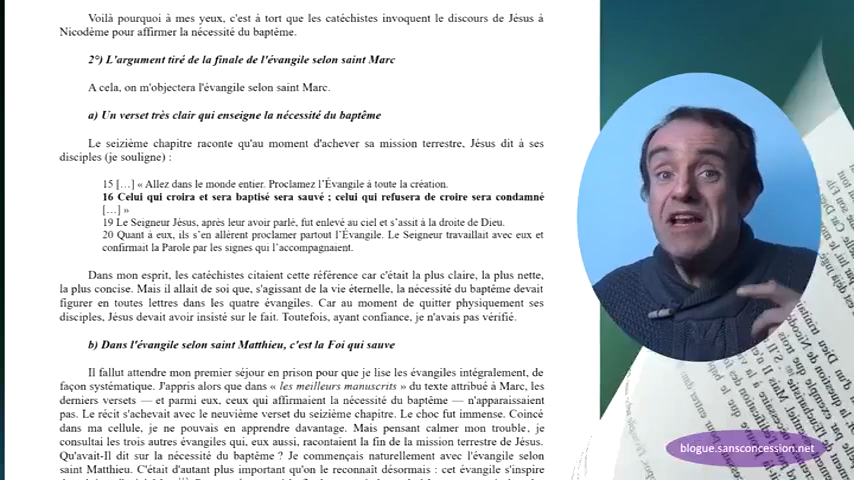 Voilà pourquoi à mes yeux, c'est à tort que les catéchistes invoquent le discours de Jésus à
Nicodème pour affirmer la nécessité du baptême.
2°) L'argument tiré de la finale de l'évangile selon saint Marc
A cela, on m'objectera l'évangile selon saint Marc.
a) Un verset très clair qui enseigne la nécessité du baptême
Le seizième chapitre raconte qu'au moment d'achever sa mission terrestre, Jésus dit à ses
disciples (je souligne) :
15 […] « Allez dans le monde entier. Proclamez l'Évangile à toute la création.
16 Celui qui croira et sera baptisé sera sauvé ; celui qui refusera de croire sera condamné
[…] »
19 Le Seigneur Jésus, après leur avoir parlé, fut enlevé au ciel et s'assit à la droite de Dieu.
20 Quant à eux, ils s'en allèrent proclamer partout l'Évangile. Le Seigneur travaillait avec eux et
confirmait la Parole par les signes qui l'accompagnaient.
Dans mon esprit, les catéchistes citaient cette référence car c'était la plus claire, la plus nette,
la plus concise. Mais il allait de soi que, s'agissant de la vie éternelle, la nécessité du baptême devait
figurer en toutes lettres dans les quatre évangiles. Car au moment de quitter physiquement ses
disciples, Jésus devait avoir insisté sur le fait. Toutefois, ayant confiance, je n'avais pas vérifié.
b) Dans l'évangile selon saint Matthieu, c'est la Foi qui sauve
Il fallut attendre mon premier séjour en prison pour que je lise les évangiles intégralement, de
façon systématique. J'appris alors que dans « les meilleurs manuscrits » du texte attribué à Marc, les
derniers versets — et parmi eux, ceux qui affirmaient la nécessité du baptême — n'apparaissaient
pas. Le récit s'achevait avec le neuvième verset du seizième chapitre. Le choc fut immense. Coincé
dans ma cellule, je ne pouvais en apprendre davantage. Mais pensant calmer mon trouble, je
consultai les trois autres évangiles qui, eux aussi, racontaient la fin de la mission terrestre de Jésus.
Qu'avait-Il dit sur la nécessité du baptême ? Je commençais naturellement avec l'évangile selon
saint Matthieu. C'était d'autant plus important qu'on le reconnaît désormais : cet évangile s'inspire
blogue.sansconcession.net